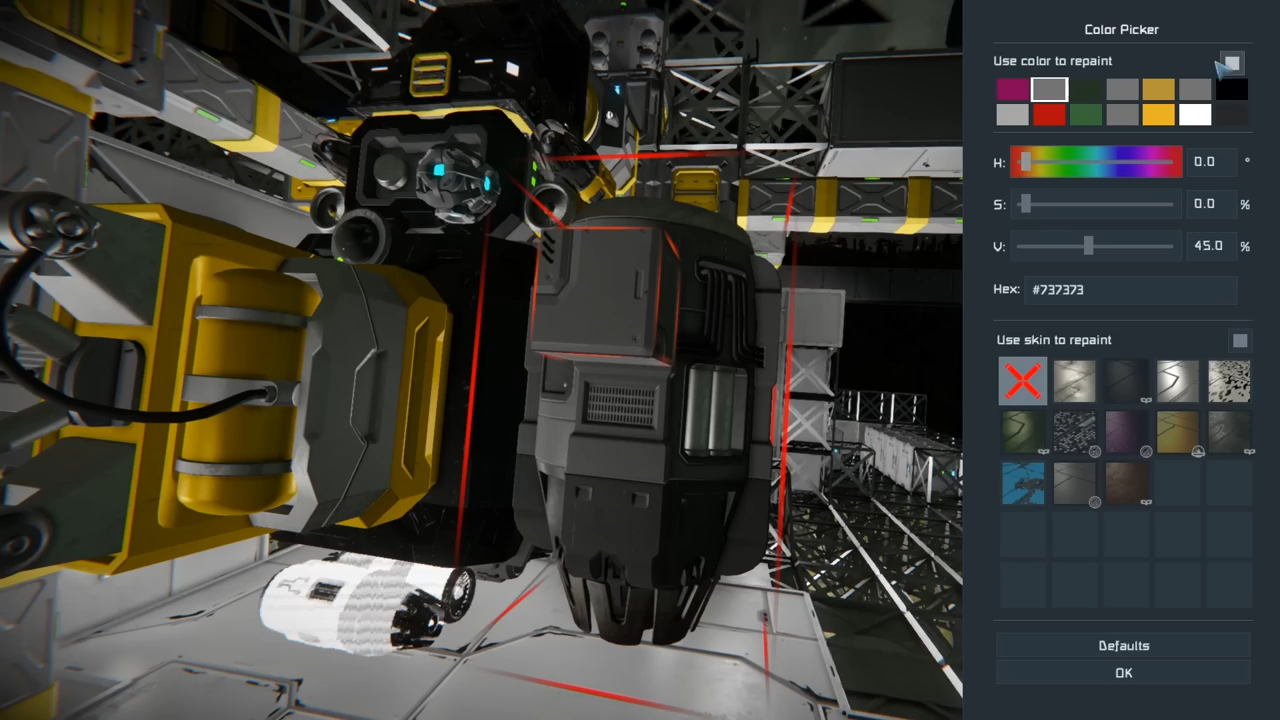 Color Picker
Use color to repaint
H: 0.0 °
S: 0.0 %
V: 45.0 %
Hex: #737373
Use skin to repaint
Defaults
OK